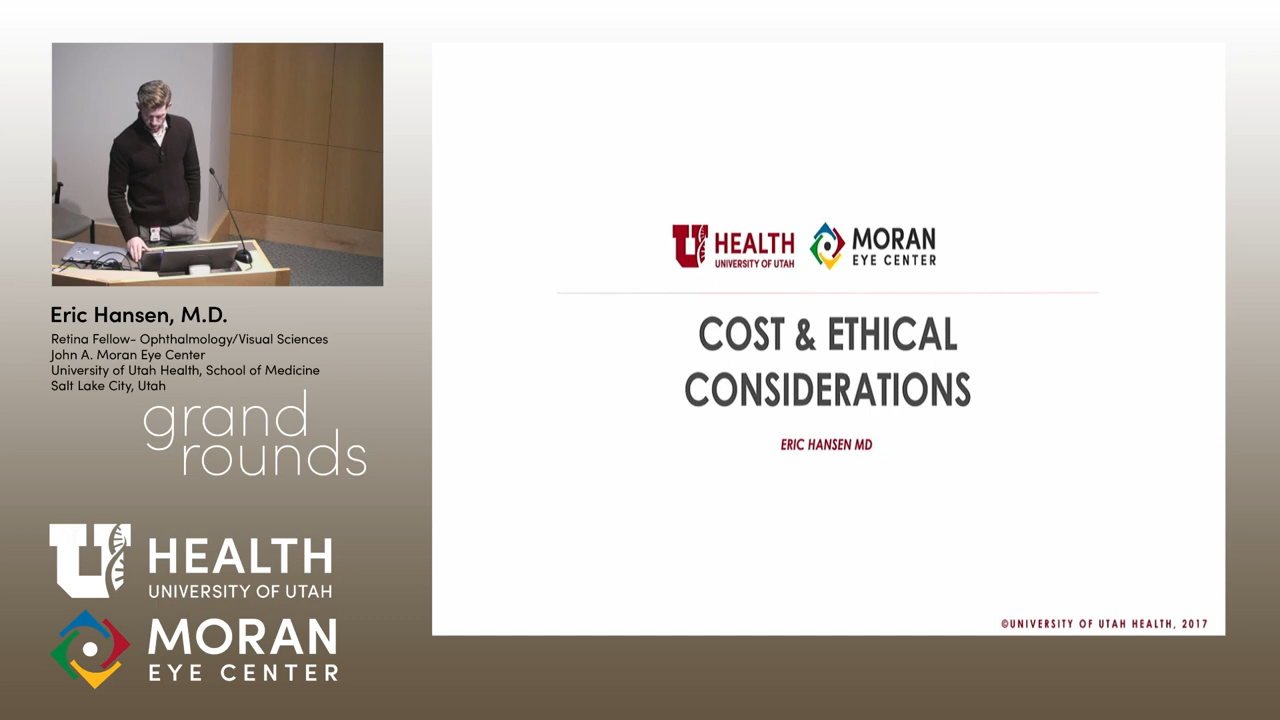 Eric Hansen, M.D.
Retina Fellow- Ophthalmology/Visual Sciences
John A. Moran Eye Center
University of Utah Health, School of Medicine
Salt Lake City, Utah
grand
rounds
U HEALTH
UNIVERSITY OF UTAH
MORAN
EYE CENTER
U HEALTH
UNIVERSITY OF UTAH
MORAN
EYE CENTER
COST & ETHICAL
CONSIDERATIONS
ERIC HANSEN MD
©UNIVERSITY OF UTAH HEALTH, 2017